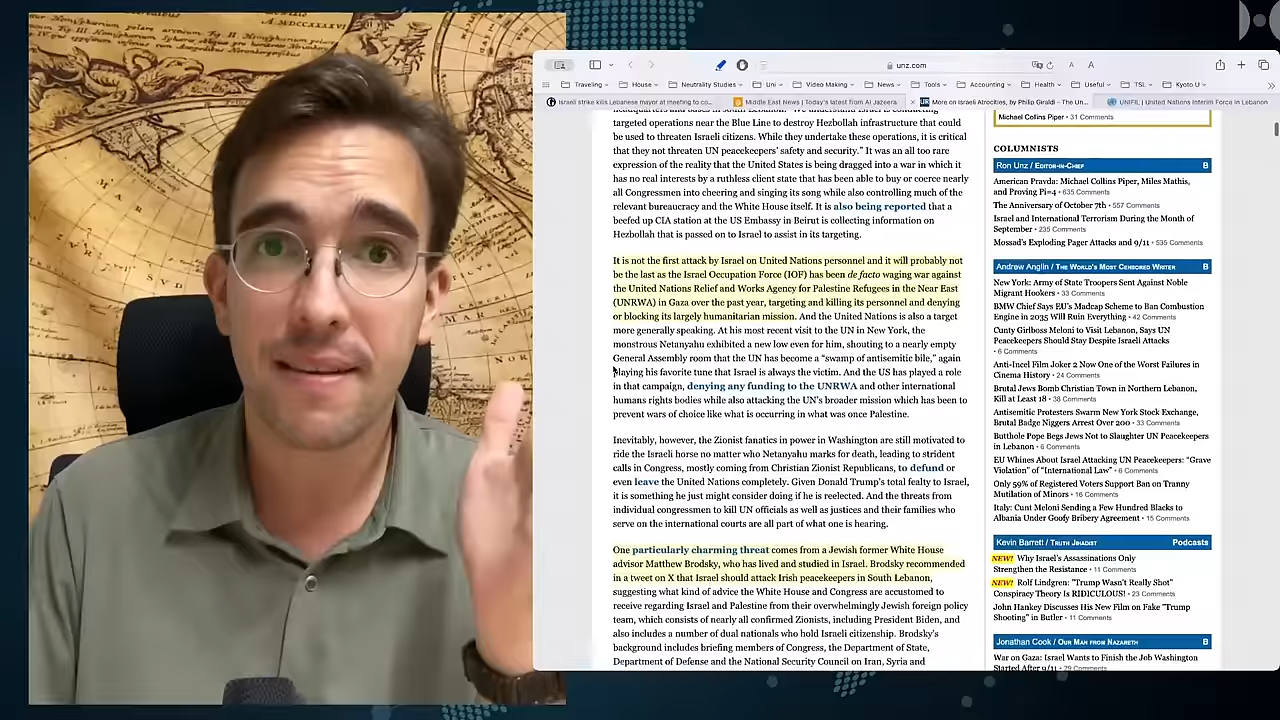 unz.com
Traveling
House
Neutrality Studies
Uni
Video Making
News
Tools
Accounting
Health
Useful
TSL
Kyoto U
Israeli strike kills Lebanese mayor at meeting to co...
Middle East News | Today's latest from Al Jazeera
More on Israeli Atrocities, by Philip Giraldi – The Un...
UNIFIL | United Nations Interim Force In Lebanon
targeted operations near the Blue Line to destroy Hezbollah infrastructure that could
be used to threaten Israeli citizens. While they undertake these operations, it is critical
that they not threaten UN peacekeepers' safety and security." It was an all too rare
expression of the reality that the United States is being dragged into a war in which it
has no real interests by a ruthless client state that has been able to buy or coerce nearly
all Congressmen into cheering and singing its song while also controlling much of the
relevant bureaucracy and the White House itself. It is also being reported that a
beefed up CIA station at the US Embassy in Beirut is collecting information on
Hezbollah that is passed on to Israel to assist in its targeting.
It is not the first attack by Israel on United Nations personnel and it will probably not
be the last as the Israel Occupation Force (IOF) has been de facto waging war against
the United Nations Relief and Works Agency for Palestine Refugees in the Near East
(UNRWA) in Gaza over the past year, targeting and killing its personnel and denying
or blocking its largely humanitarian mission. And the United Nations is also a target
more generally speaking. At his most recent visit to the UN in New York, the
monstrous Netanyahu exhibited a new low even for him, shouting to a nearly empty
General Assembly room that the UN has become a “swamp of antisemitic bile,” again
playing his favorite tune that Israel is always the victim. And the US has played a role
in that campaign, denying any funding to the UNRWA and other international
humans rights bodies while also attacking the UN's broader mission which has been to
prevent wars of choice like what is occurring in what was once Palestine.
Inevitably, however, the Zionist fanatics in power in Washington are still motivated to
ride the Israeli horse no matter who Netanyahu marks for death, leading to strident
calls in Congress, mostly coming from Christian Zionist Republicans, to defund or
even leave the United Nations completely. Given Donald Trump's total fealty to Israel,
it is something he just might consider doing if he is reelected. And the threats from
individual congressmen to kill UN officials as well as justices and their families who
serve on the international courts are all part of what one is hearing.
One particularly charming threat comes from a Jewish former White House
advisor Matthew Brodsky, who has lived and studied in Israel. Brodsky recommended
in a tweet on X that Israel should attack Irish peacekeepers in South Lebanon,
suggesting what kind of advice the White House and Congress are accustomed to
receive regarding Israel and Palestine from their overwhelmingly Jewish foreign policy
team, which consists of nearly all confirmed Zionists, including President Biden, and
also includes a number of dual nationals who hold Israeli citizenship. Brodsky's
background includes briefing members of Congress, the Department of State,
Department of Defense and the National Security Council on Iran, Syria and
Michael Collins Piper • 31 Comments
COLUMNISTS
Ron Unz / EDITOR-IN-CHIEF B
American Pravda: Michael Collins Piper, Miles Mathis,
and Proving Pi=4 • 635 Comments
The Anniversary of October 7th • 557 Comments
Israel and International Terrorism During the Month of
September • 235 Comments
Mossad's Exploding Pager Attacks and 9/11 • 535 Comments
Andrew Anglin / THE WORLD'S MOST CENSORED WRITER B
New York: Army of State Troopers Sent Against Noble
Migrant Hookers • 33 Comments
BMW Chief Says EU's Madcap Scheme to Ban Combustion
Engine in 2035 Will Ruin Everything • 42 Comments
Cunty Girlboss Meloni to Visit Lebanon, Says UN
Peacekeepers Should Stay Despite Israeli Attacks
• 6 Comments
Anti-Incel Film Joker 2 Now One of the Worst Failures in
Cinema History • 24 Comments
Brutal Jews Bomb Christian Town in Northern Lebanon,
Kill at Least 18 • 38 Comments
Antisemitic Protesters Swarm New York Stock Exchange,
Brutal Badge Niggers Arrest Over 200 • 33 Comments
Butthole Pope Begs Jews Not to Slaughter UN Peacekeepers
in Lebanon • 6 Comments
EU Whines About Israel Attacking UN Peacekeepers: “Grave
Violation” of “International Law” • 6 Comments
Only 59% of Registered Voters Support Ban on Tranny
Mutilation of Minors • 16 Comments
Italy: Cunt Meloni Sending a Few Hundred Blacks to
Albania Under Goofy Bribery Agreement • 15 Comments
Kevin Barrett / TRUTH JIHADIST Podcasts
NEW! Why Israel's Assassinations Only
Strengthen the Resistance • 11 Comments
NEW! Rolf Lindgren: "Trump Wasn't Really Shot"
Conspiracy Theory Is RIDICULOUS! • 23 Comments
John Hankey Discusses His New Film on Fake “Trump
Shooting” in Butler • 11 Comments
Jonathan Cook / OUR MAN FROM NAZARETH B
War on Gaza: Israel Wants to Finish the Job Washington
Started After 9/11 • 79 Comments